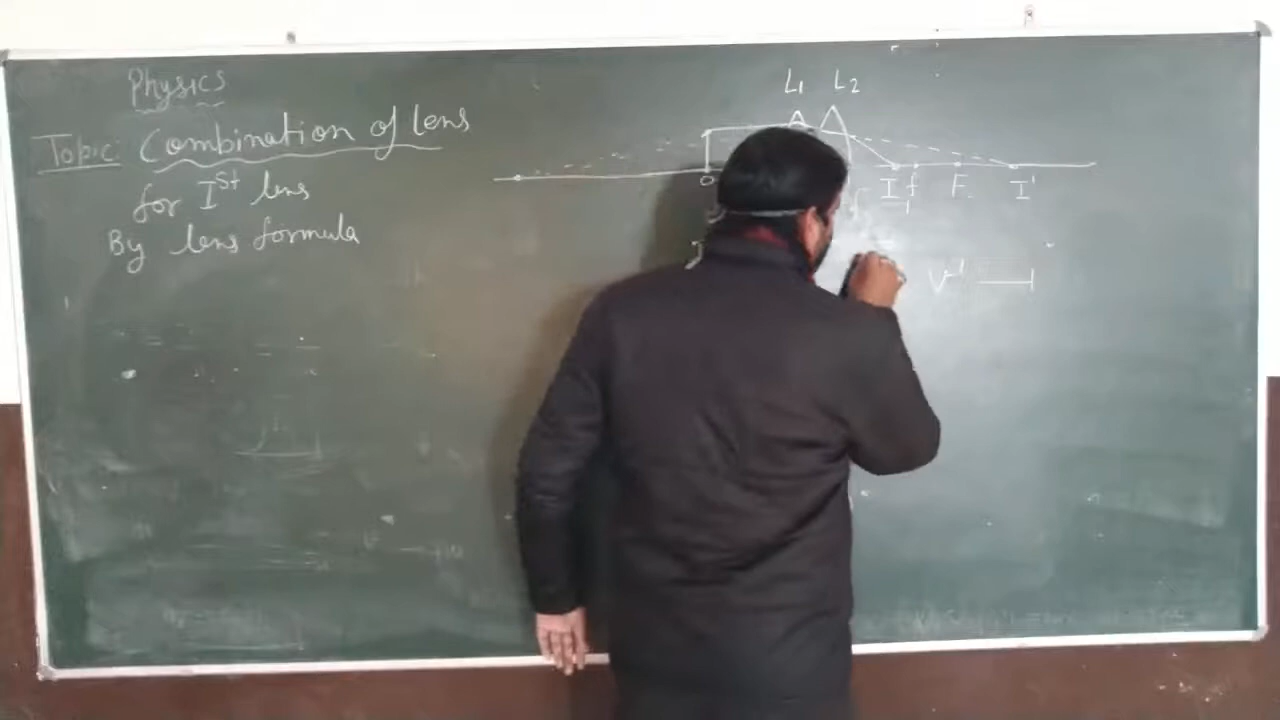 Physics
Topic: Combination of lens
for Ist lens
By lens formula
L1 L2
O I f F. I'
V'